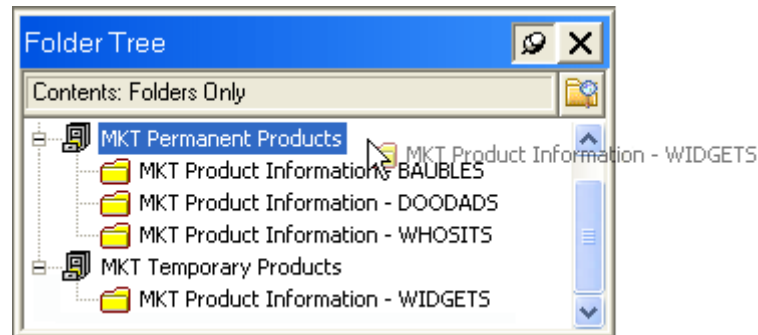 Folder Tree
Contents: Folders Only
MKT Permanent Products
MKT Product Information - WIDGETS
MKT Product Information - BAUBLES
MKT Product Information - DOODADS
MKT Product Information - WHOSITS
MKT Temporary Products
MKT Product Information - WIDGETS